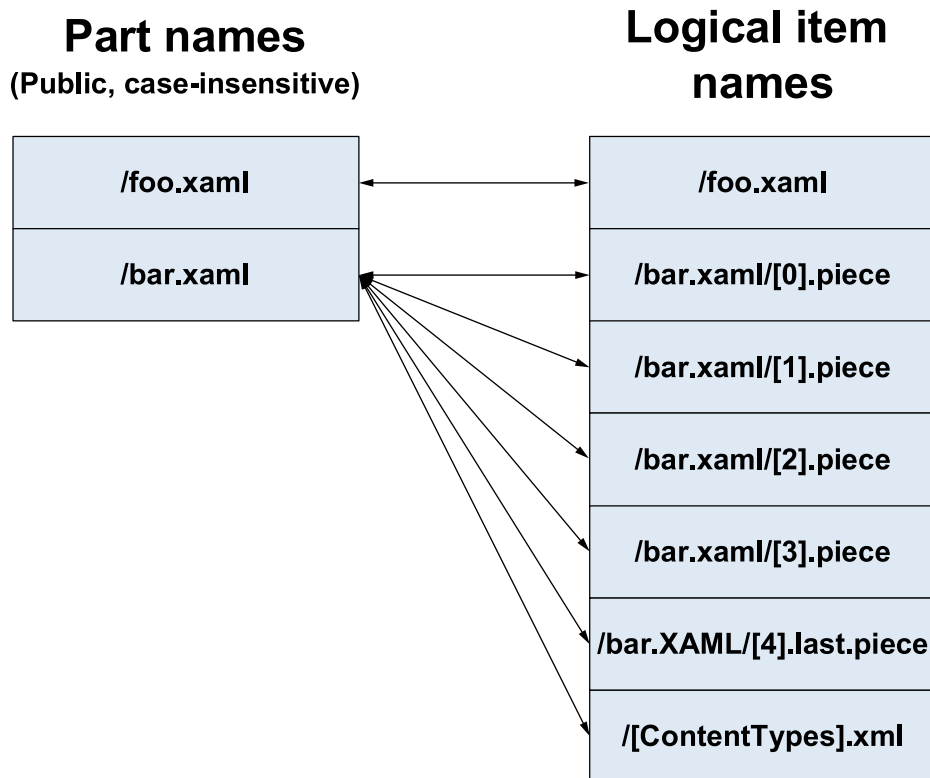 Part names
(Public, case-insensitive)
/foo.xaml
/bar.xaml
Logical item
names
/foo.xaml
/bar.xaml/[0].piece
/bar.xaml/[1].piece
/bar.xaml/[2].piece
/bar.xaml/[3].piece
/bar.XAML/[4].last.piece
/[ContentTypes].xml